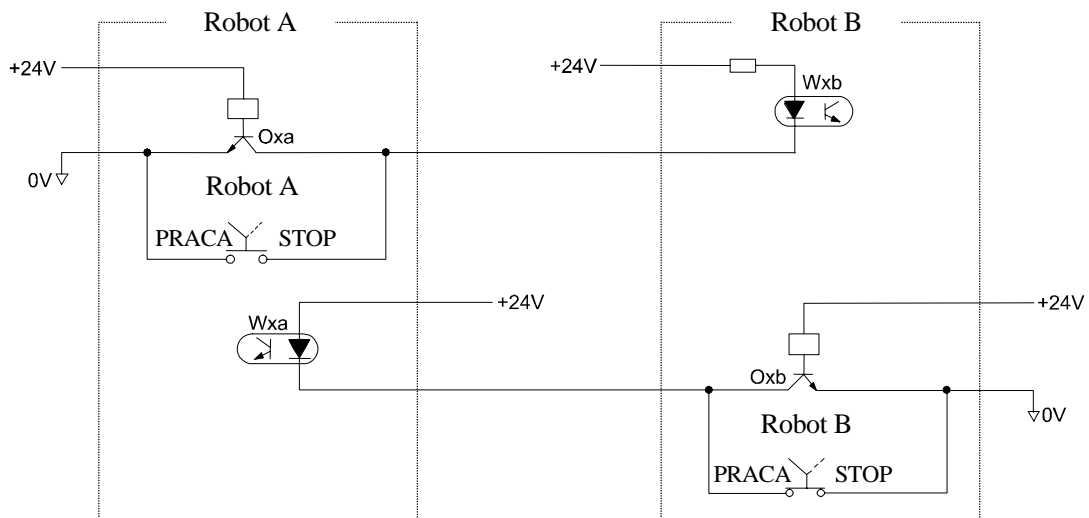 Robot A
Robot B
+24V
+24V
Wxb
Oxa
0V
Robot A
PRACA STOP
+24V
+24V
Wxa
Oxb
0V
Robot B
PRACA STOP